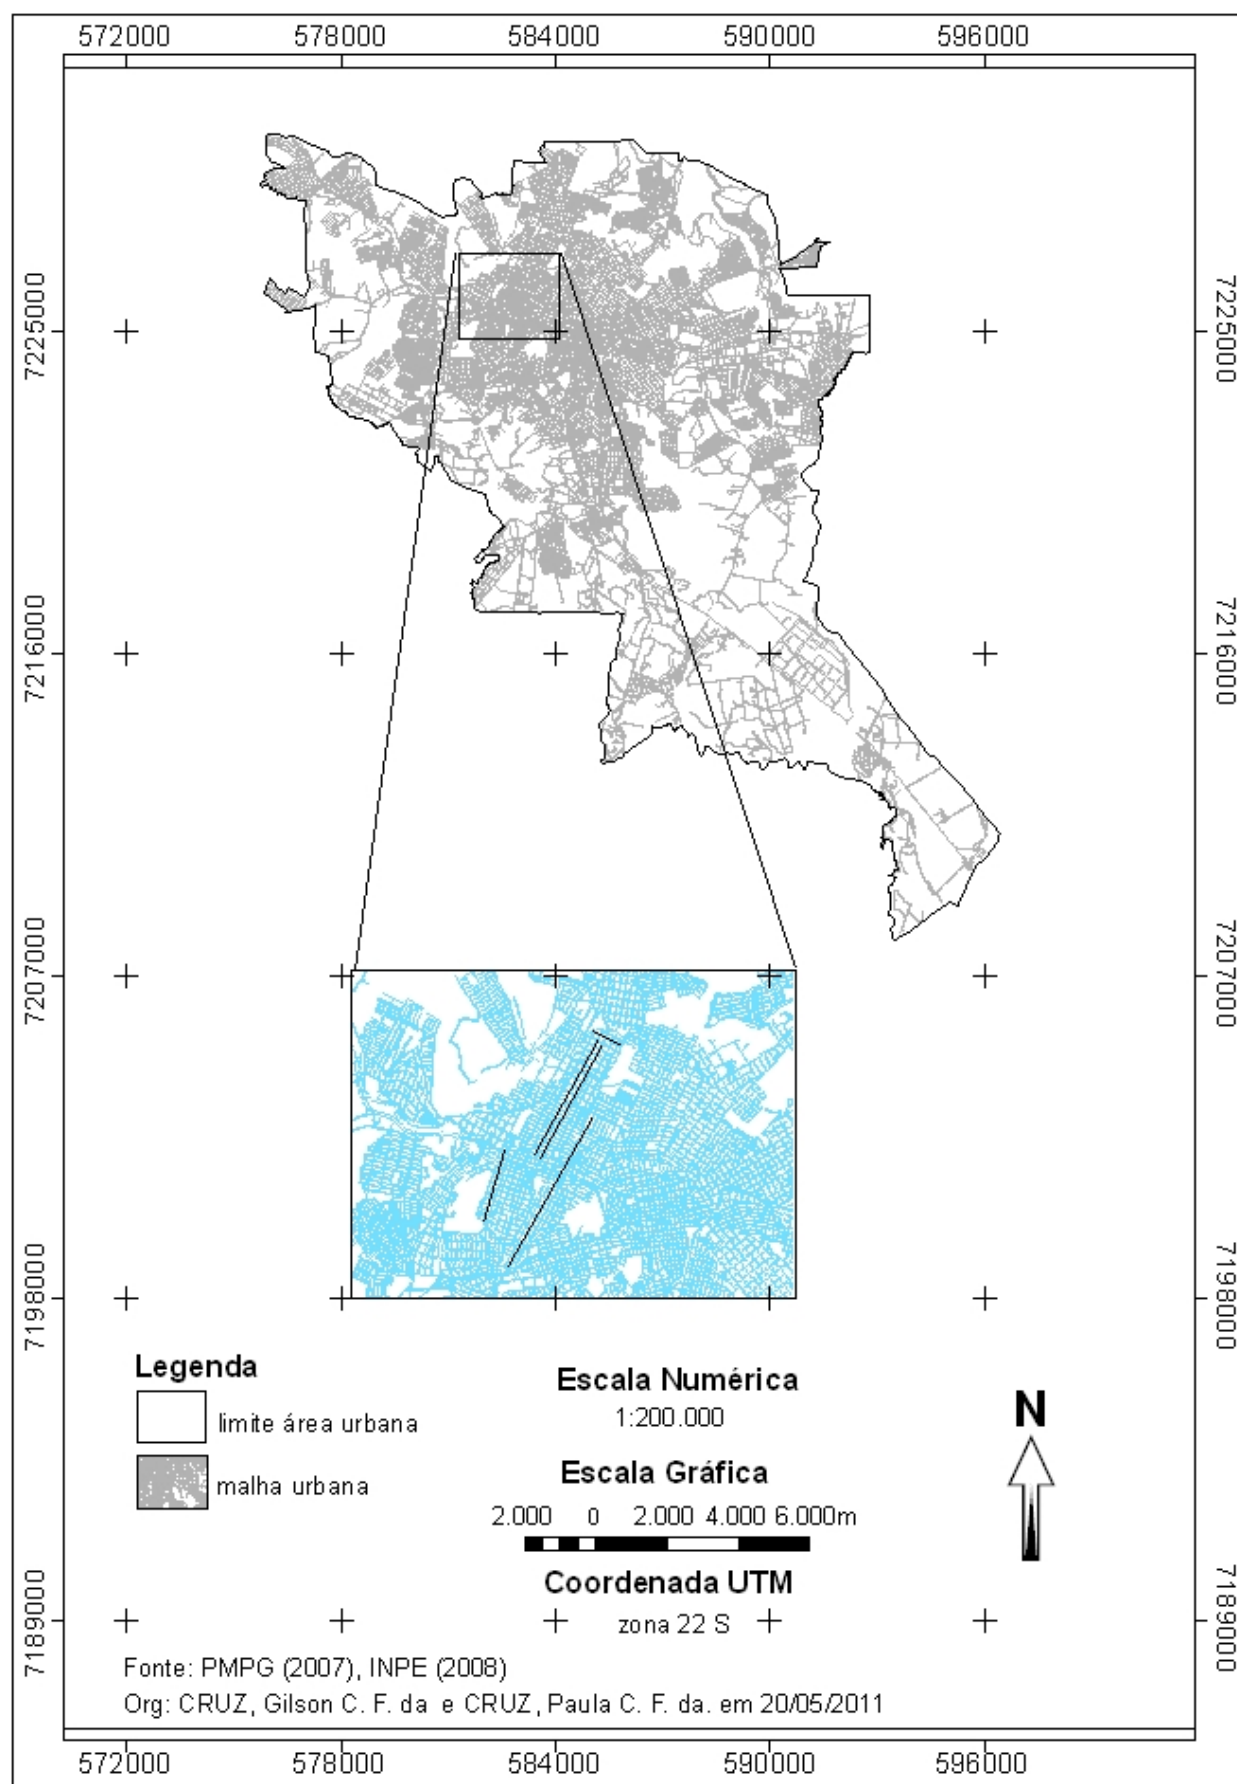 572000 578000 584000 590000 596000
7225000 7225000
7216000 7216000
7207000 7207000
7198000 7198000
Legenda
limite área urbana
malha urbana
Escala Numérica
1:200.000
Escala Gráfica
2.000 0 2.000 4.000 6.000m
Coordenada UTM
zona 22 S
N
7189000 7189000
Fonte: PMPG (2007), INPE (2008)
Org: CRUZ, Gilson C. F. da e CRUZ, Paula C. F. da. em 20/05/2011
572000 578000 584000 590000 596000